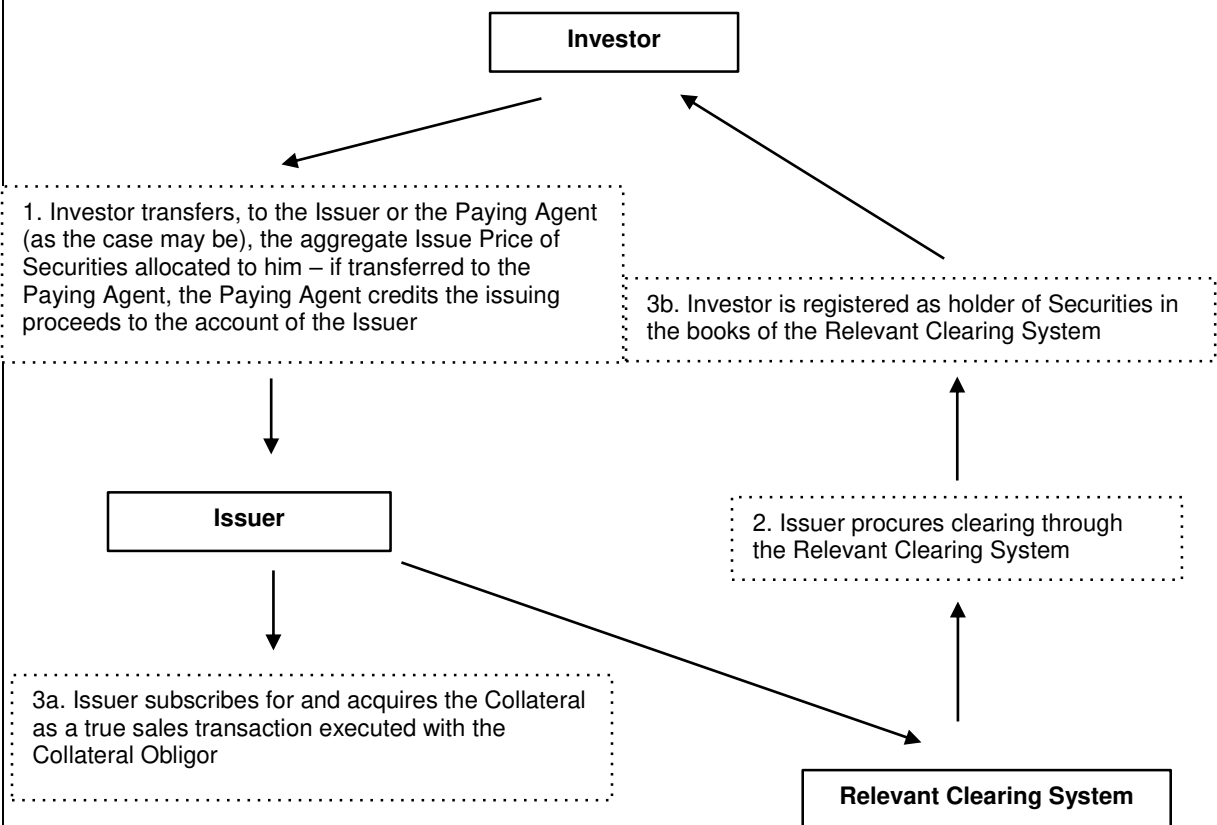 Investor
1. Investor transfers, to the Issuer or the Paying Agent
(as the case may be), the aggregate Issue Price of
Securities allocated to him – if transferred to the
Paying Agent, the Paying Agent credits the issuing
proceeds to the account of the Issuer
3b. Investor is registered as holder of Securities in
the books of the Relevant Clearing System
Issuer
2. Issuer procures clearing through
the Relevant Clearing System
3a. Issuer subscribes for and acquires the Collateral
as a true sales transaction executed with the
Collateral Obligor
Relevant Clearing System